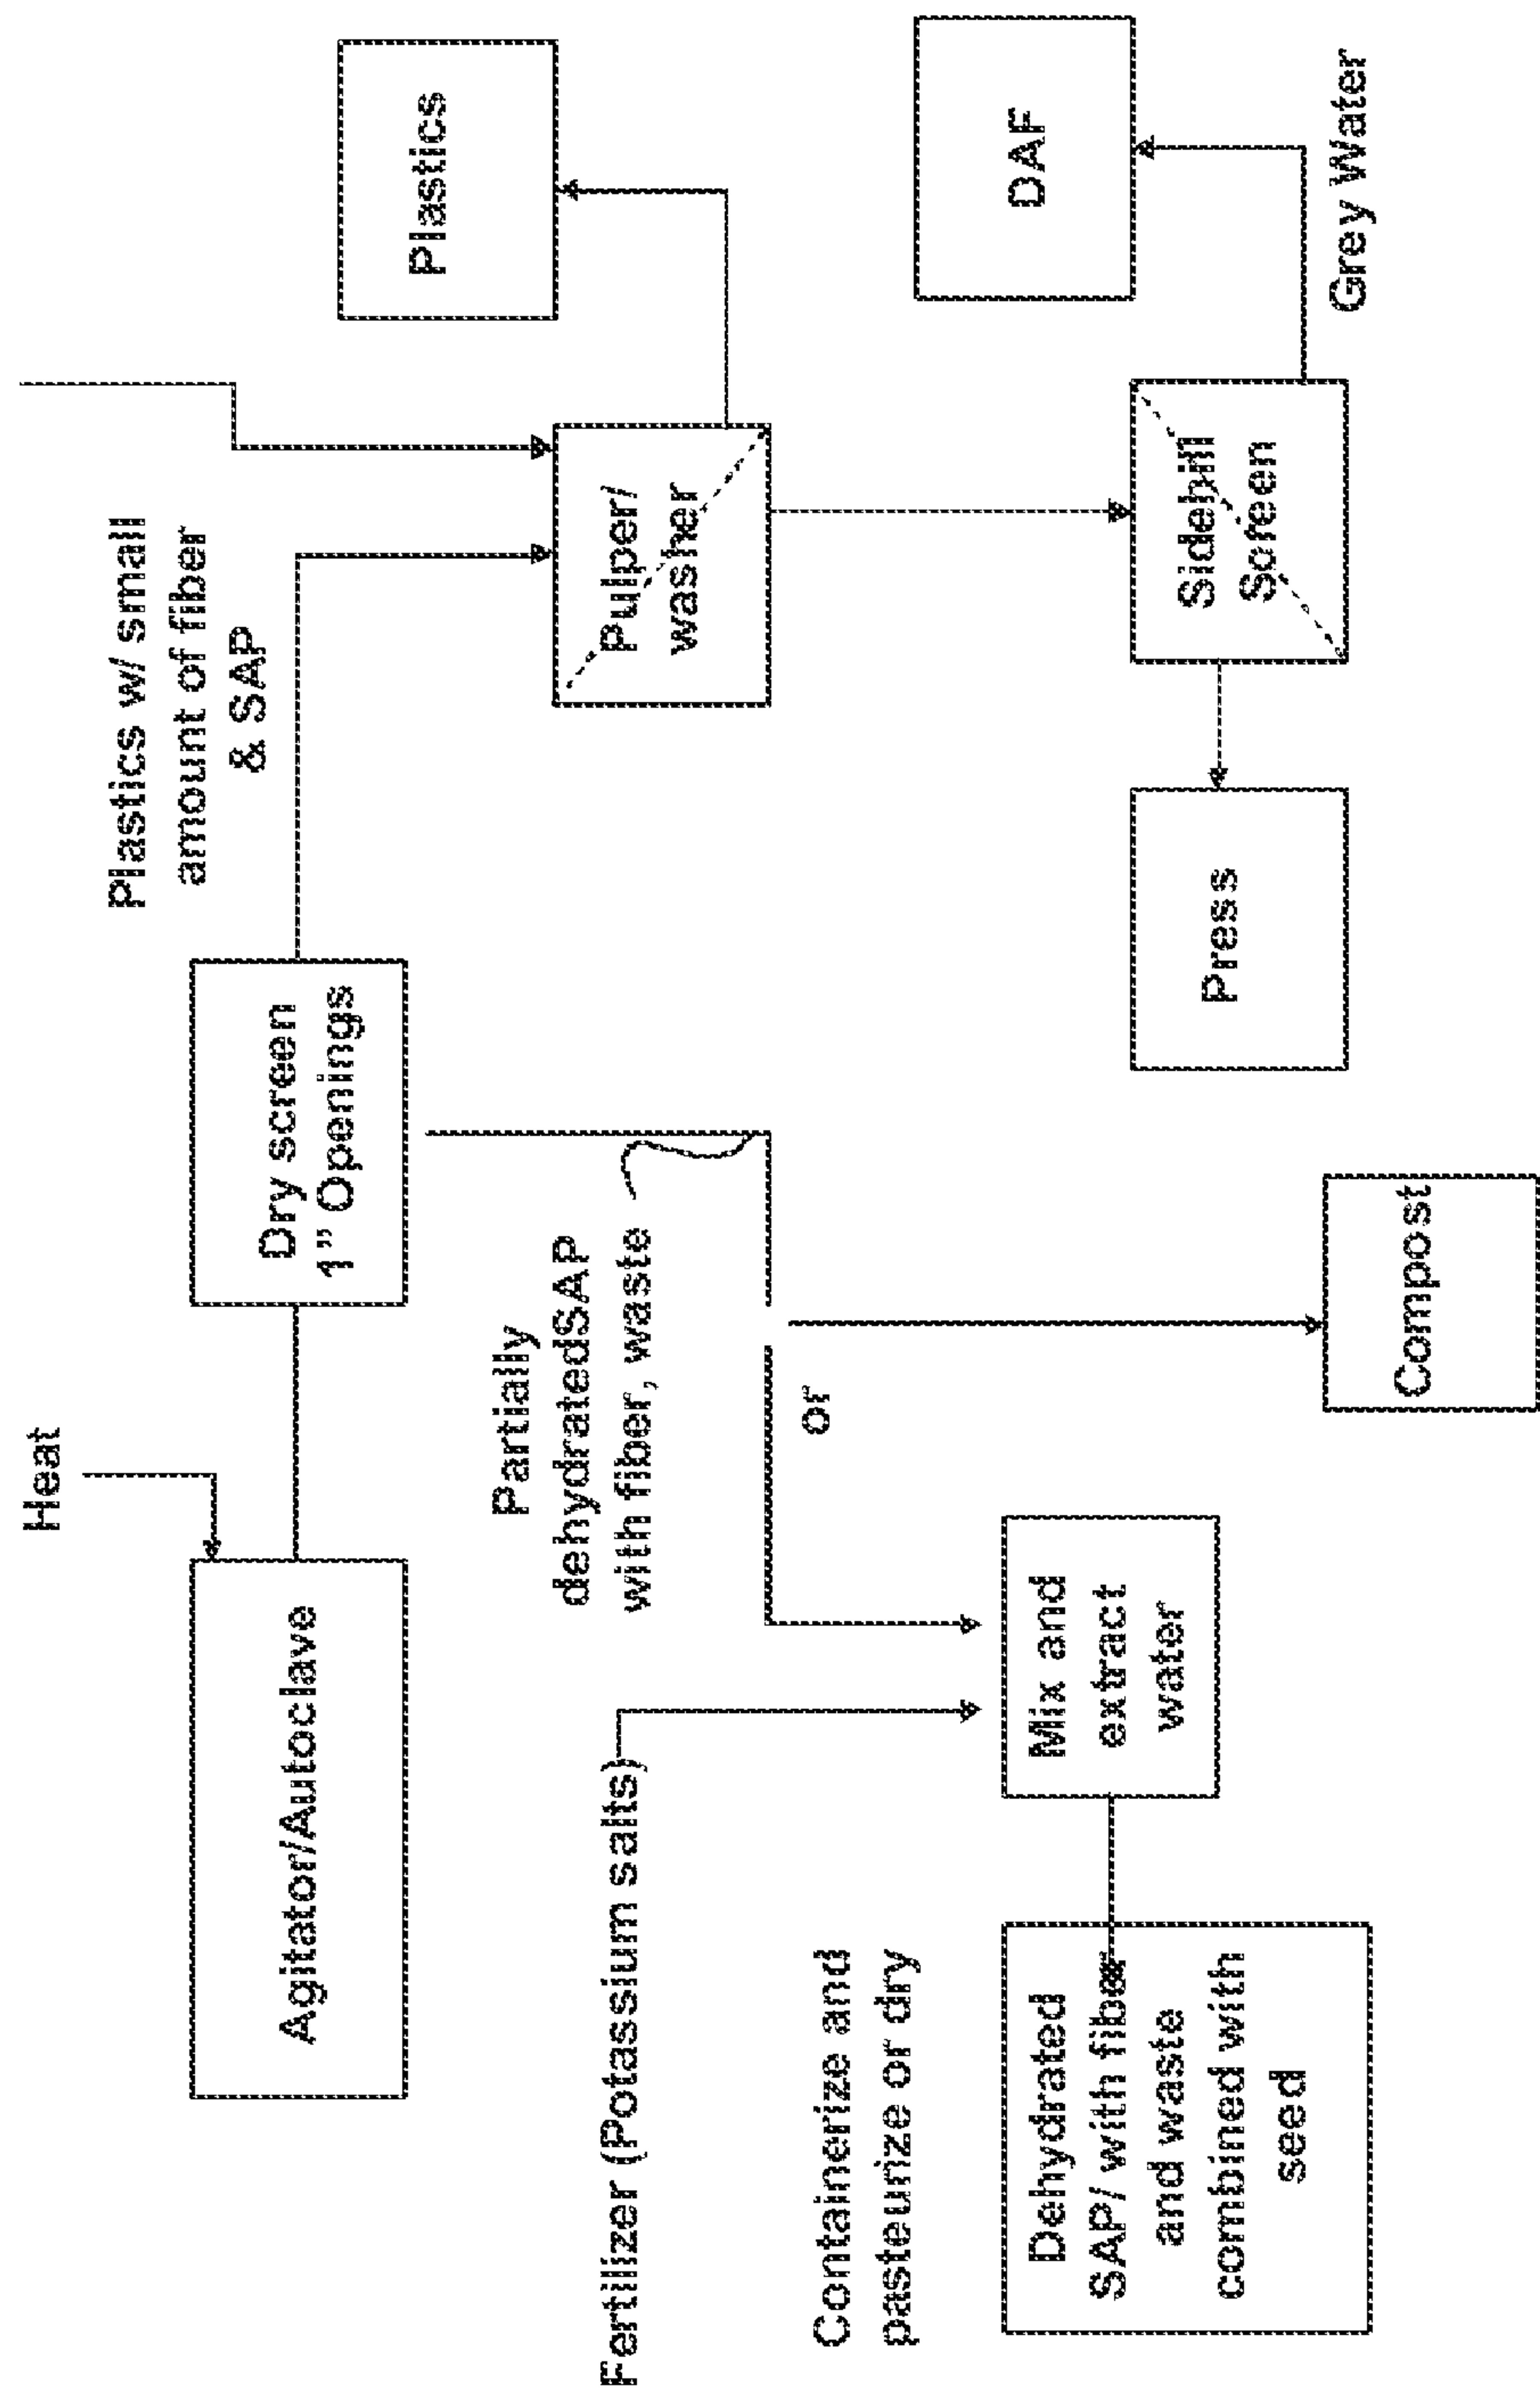 Heat
Agitator/Autoclave
Dry screen
1" Openings
Plastics w/ small
amount of fiber
& SAP
Plastics
Pulper/
washer
Partially
dehydratedSAP
with fiber, waste
or
Fertilizer (Potassium salts)
Containerize and
pasteurize or dry
Dehydrated
SAP/ with fiber
and waste
combined with
seed
Mix and
extract
water
Compost
Press
Sidehill
Screen
DAF
Grey Water